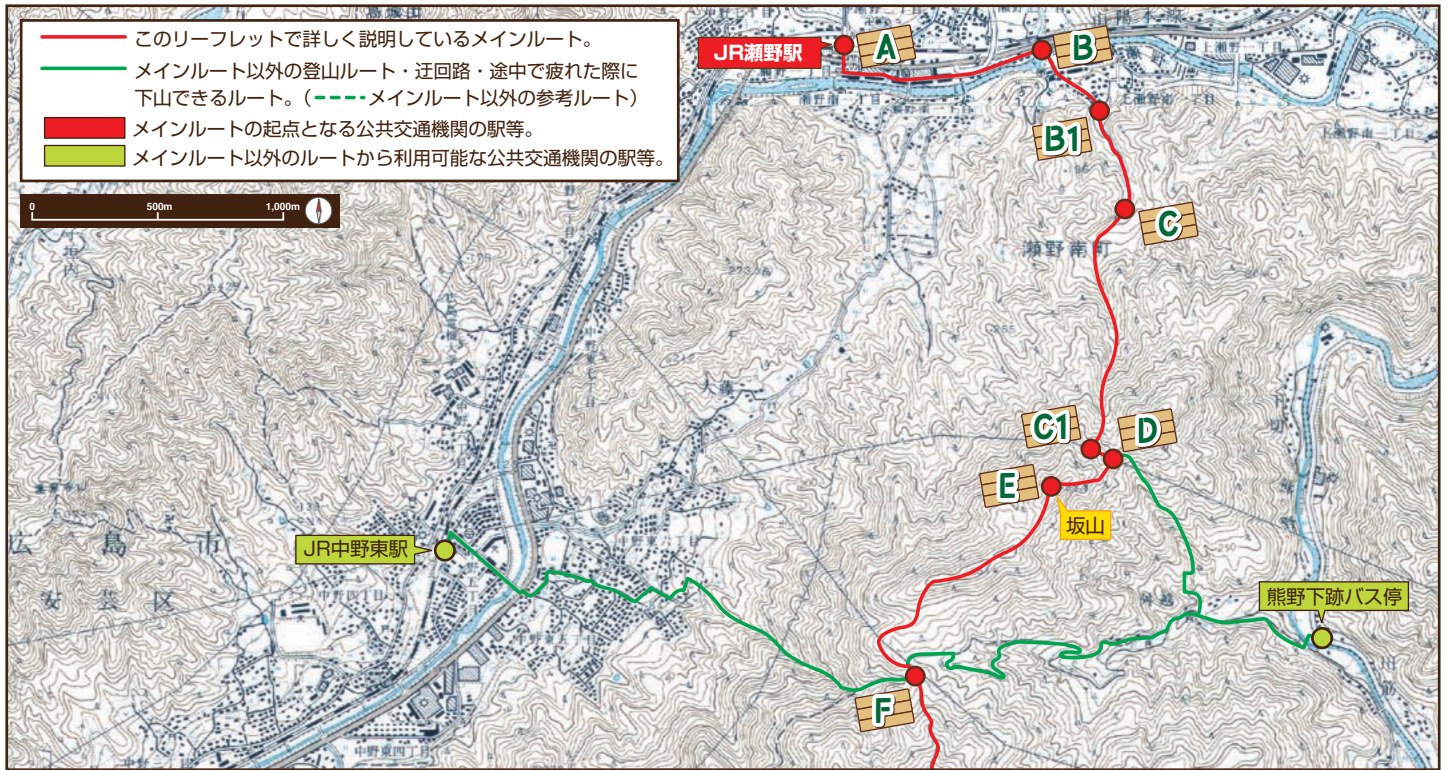 このリーフレットで詳しく説明しているメインルート。
メインルート以外の登山ルート・迂回路・途中で疲れた際に
下山できるルート。(　メインルート以外の参考ルート)
メインルートの起点となる公共交通機関の駅等。
メインルート以外のルートから利用可能な公共交通機関の駅等。
0 500m 1,000m
JR瀬野駅
A
B
B1
C
瀬野南町
C1
D
E
坂山
JR中野東駅
広島市
安芸区
熊野下跡バス停
F
中野東四丁目